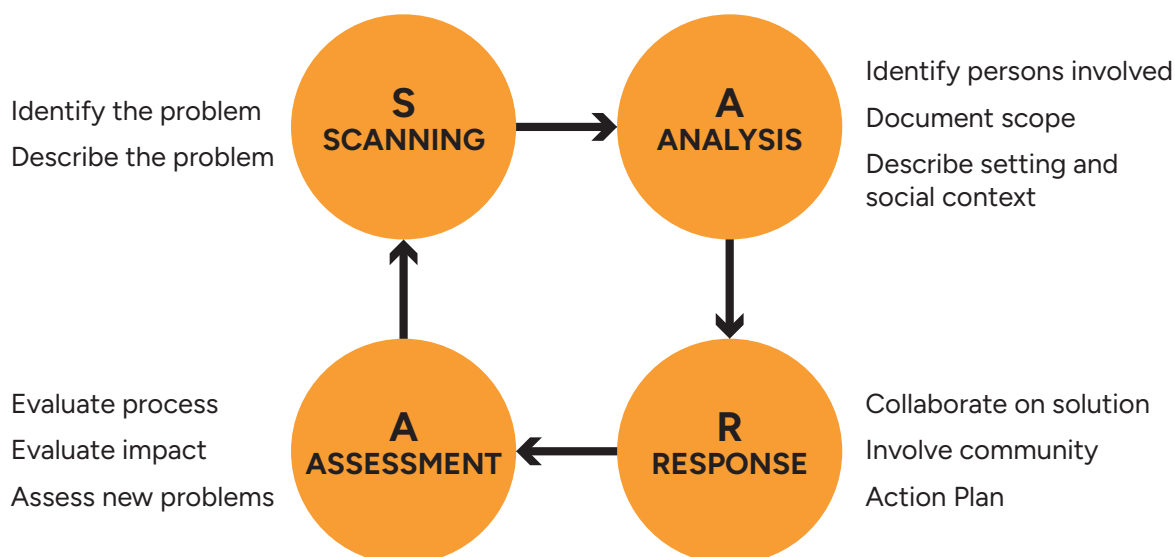 Identify the problem
Describe the problem
S
SCANNING
A
ANALYSIS
Identify persons involved
Document scope
Describe setting and
social context
Evaluate process
Evaluate impact
Assess new problems
A
ASSESSMENT
R
RESPONSE
Collaborate on solution
Involve community
Action Plan